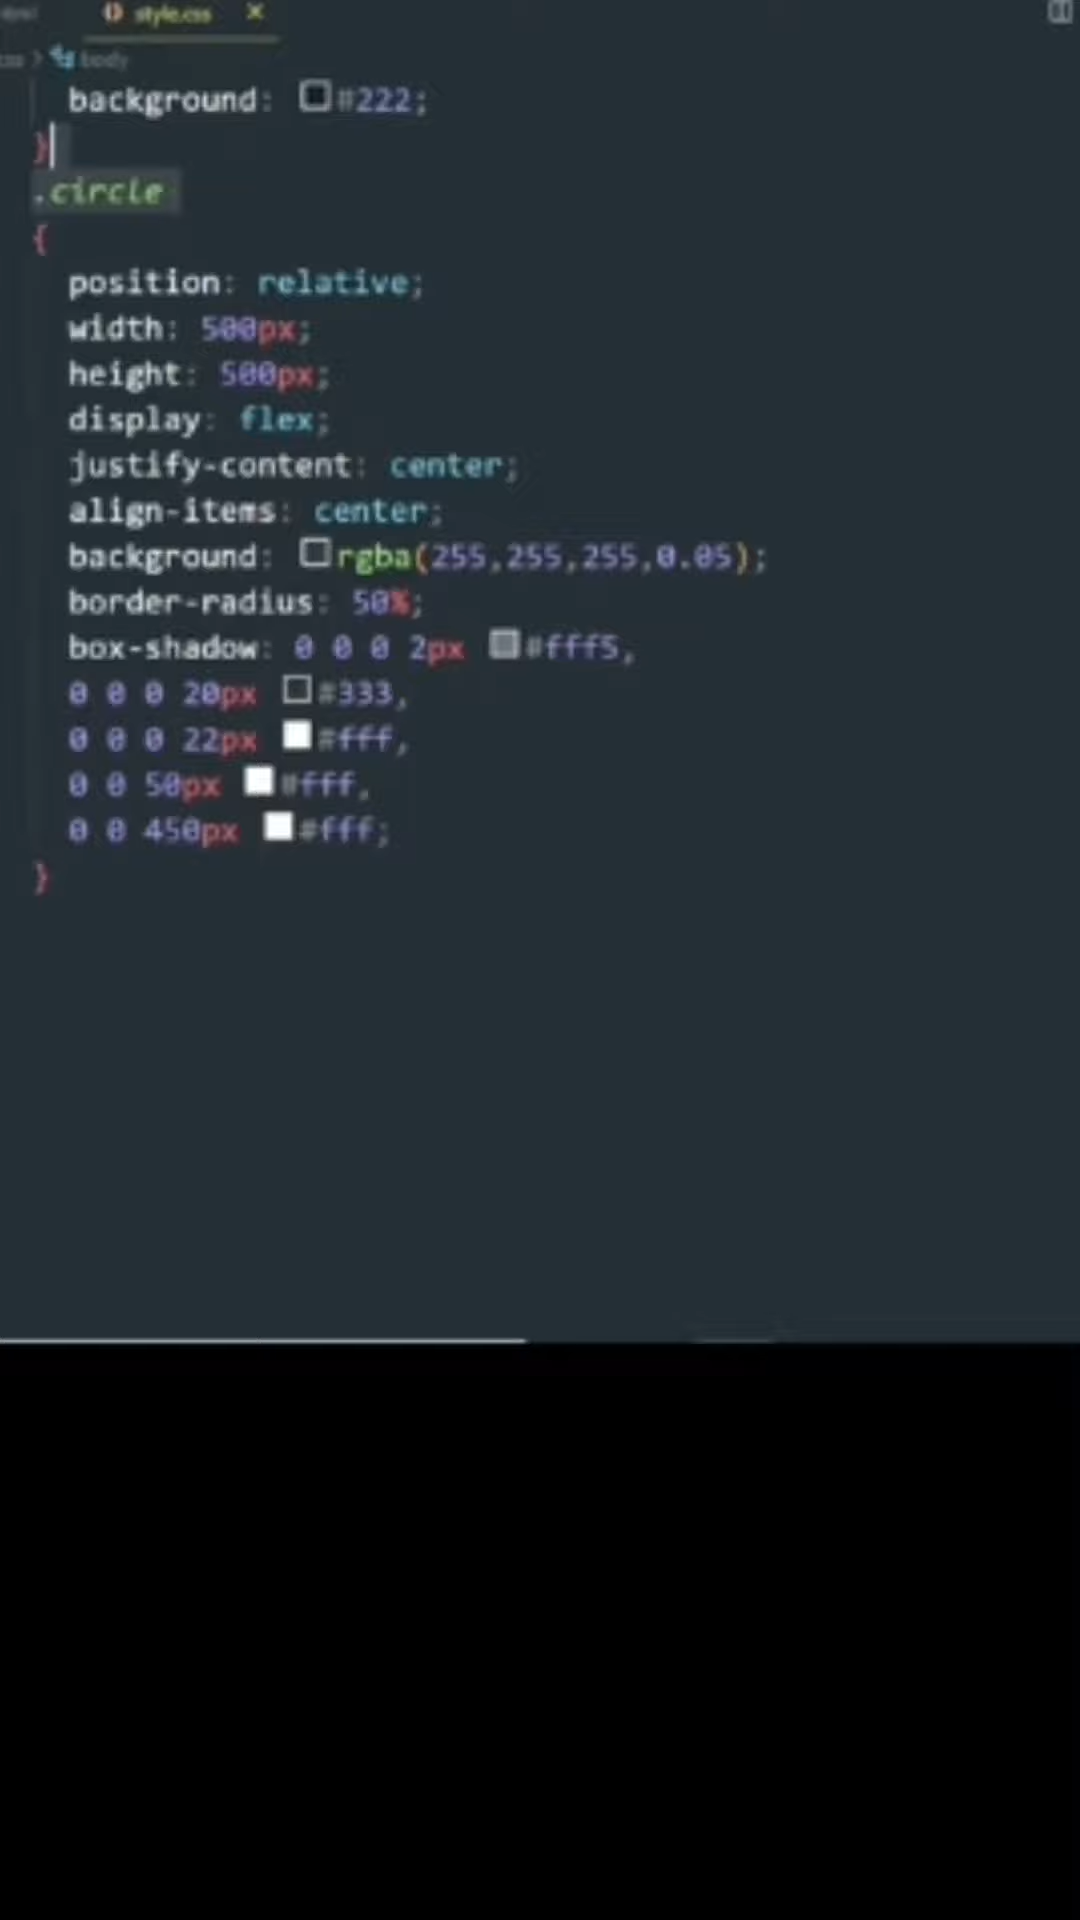 style.css ×
css > body
background: #222;
}
.circle
{
position: relative;
width: 500px;
height: 500px;
display: flex;
justify-content: center;
align-items: center;
background: rgba(255,255,255,0.05);
border-radius: 50%;
box-shadow: 0 0 0 2px #fff5,
0 0 0 20px #333,
0 0 0 22px #fff,
0 0 50px #fff,
0 0 450px #fff;
}